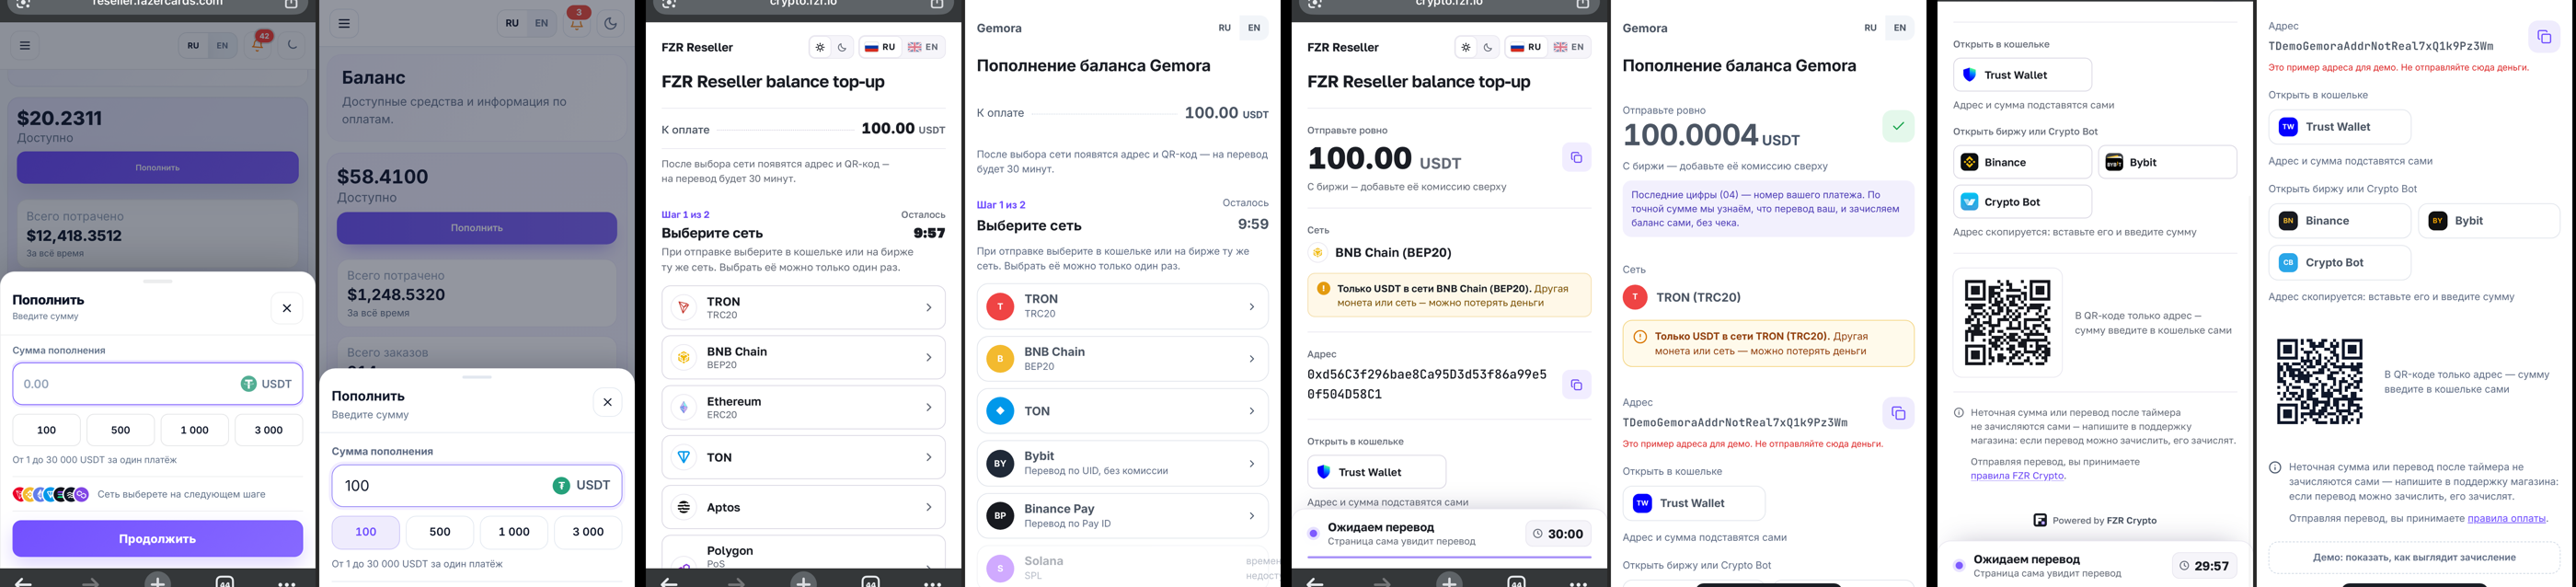 reseller.fazercards.com
RU EN 42
$20.2311
Доступно
Пополнить
Всего потрачено
$12,418.3512
За всё время
Пополнить
Введите сумму
Сумма пополнения
0.00 USDT
100 500 1 000 3 000
От 1 до 30 000 USDT за один платёж
Сеть выберете на следующем шаге
Продолжить
44
RU EN 3
Баланс
Доступные средства и информация по
оплатам.
$58.4100
Доступно
Пополнить
Всего потрачено
$1,248.5320
За всё время
Всего заказов
Пополнить
Введите сумму
Сумма пополнения
100 USDT
100 500 1 000 3 000
От 1 до 30 000 USDT за один платёж
crypto.fzr.io
FZR Reseller RU EN
FZR Reseller balance top-up
К оплате 100.00 USDT
После выбора сети появятся адрес и QR-код —
на перевод будет 30 минут.
Шаг 1 из 2 Осталось
Выберите сеть 9:57
При отправке выберите в кошельке или на бирже
ту же сеть. Выбрать её можно только один раз.
TRON
TRC20
BNB Chain
BEP20
Ethereum
ERC20
TON
Aptos
Polygon
PoS
44
Gemora RU EN
Пополнение баланса Gemora
К оплате 100.00 USDT
После выбора сети появятся адрес и QR-код — на перевод
будет 30 минут.
Шаг 1 из 2 Осталось
Выберите сеть 9:59
При отправке выберите в кошельке или на бирже ту же
сеть. Выбрать её можно только один раз.
T TRON
TRC20
B BNB Chain
BEP20
TON
BY Bybit
Перевод по UID, без комиссии
BP Binance Pay
Перевод по Pay ID
S Solana
SPL
crypto.fzr.io
FZR Reseller RU EN
FZR Reseller balance top-up
Отправьте ровно
100.00 USDT
С биржи — добавьте её комиссию сверху
Сеть
BNB Chain (BEP20)
Только USDT в сети BNB Chain (BEP20). Другая
монета или сеть — можно потерять деньги
Адрес
0xd56C3f296bae8Ca95D3d53f86a99e5
0f504D58C1
Открыть в кошельке
Trust Wallet
Адрес и сумма подставятся сами
Ожидаем перевод
Страница сама увидит перевод
30:00
44
Gemora RU EN
Пополнение баланса Gemora
Отправьте ровно
100.0004 USDT
С биржи — добавьте её комиссию сверху
Последние цифры (04) — номер вашего платежа. По
точной сумме мы узнаём, что перевод ваш, и зачисляем
баланс сами, без чека.
Сеть
T TRON (TRC20)
Только USDT в сети TRON (TRC20). Другая
монета или сеть — можно потерять деньги
Адрес
TDemoGemoraAddrNotReal7xQ1k9Pz3Wm
Это пример адреса для демо. Не отправляйте сюда деньги.
Открыть в кошельке
TW Trust Wallet
Адрес и сумма подставятся сами
Открыть биржу или Crypto Bot
Открыть в кошельке
Trust Wallet
Адрес и сумма подставятся сами
Открыть биржу или Crypto Bot
Binance Bybit
Crypto Bot
Адрес скопируется: вставьте его и введите сумму
В QR-коде только адрес —
сумму введите в кошельке сами
Неточная сумма или перевод после таймера
не зачисляются сами — напишите в поддержку
магазина: если перевод можно зачислить, его зачислят.
Отправляя перевод, вы принимаете
правила FZR Crypto.
Powered by FZR Crypto
Ожидаем перевод
Страница сама увидит перевод
29:57
Адрес
TDemoGemoraAddrNotReal7xQ1k9Pz3Wm
Это пример адреса для демо. Не отправляйте сюда деньги.
Открыть в кошельке
TW Trust Wallet
Адрес и сумма подставятся сами
Открыть биржу или Crypto Bot
BN Binance BY Bybit
CB Crypto Bot
Адрес скопируется: вставьте его и введите сумму
В QR-коде только адрес — сумму
введите в кошельке сами
Неточная сумма или перевод после таймера не
зачисляются сами — напишите в поддержку магазина:
если перевод можно зачислить, его зачислят.
Отправляя перевод, вы принимаете правила оплаты.
Демо: показать, как выглядит зачисление